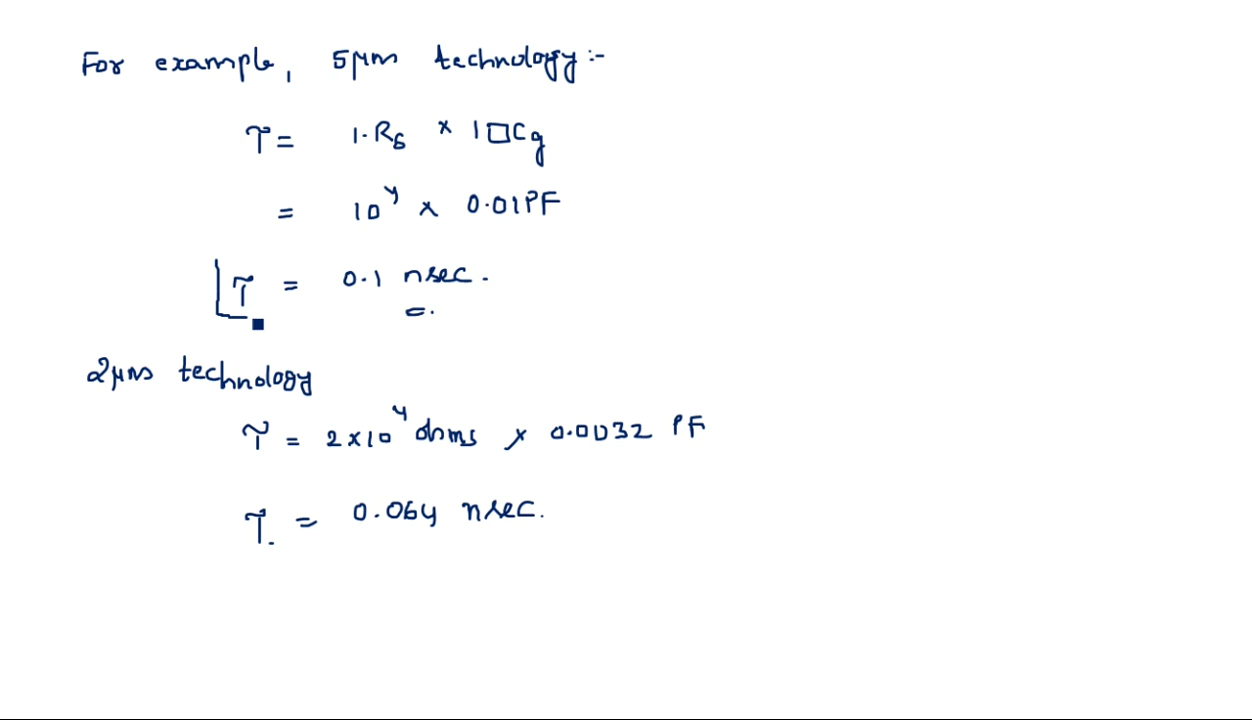 For example, 5μm technology :-
τ = 1·Rs × 1□Cg
= 10⁴ × 0.01PF
τ = 0.1 nsec.
2μm technology
τ = 2×10⁴ ohms × 0.0032 PF
τ. = 0.064 nsec.